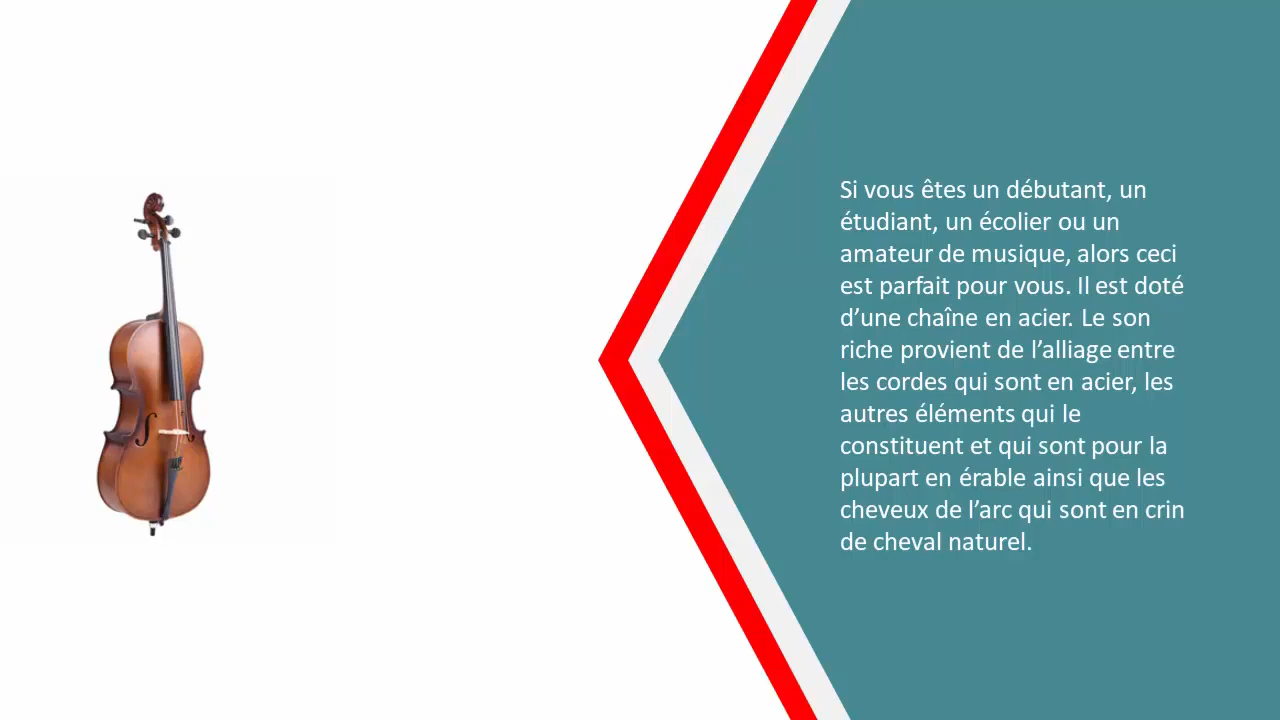 Si vous êtes un débutant, un
étudiant, un écolier ou un
amateur de musique, alors ceci
est parfait pour vous. Il est doté
d’une chaîne en acier. Le son
riche provient de l’alliage entre
les cordes qui sont en acier, les
autres éléments qui le
constituent et qui sont pour la
plupart en érable ainsi que les
cheveux de l’arc qui sont en crin
de cheval naturel.